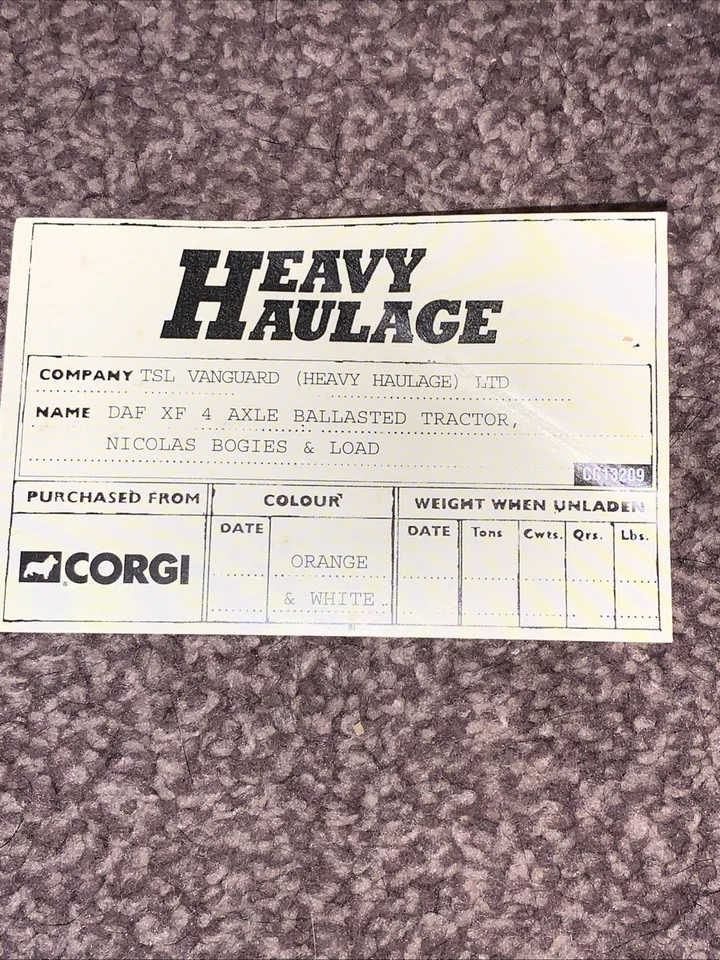 HEAVY
HAULAGE
COMPANY TSL VANGUARD (HEAVY HAULAGE) LTD
NAME DAF XF 4 AXLE BALLASTED TRACTOR,
NICOLAS BOGIES & LOAD
CC13209
PURCHASED FROM COLOUR WEIGHT WHEN UNLADEN
DATE DATE Tons Cwts. Qrs. Lbs.
CORGI ORANGE
& WHITE